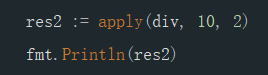 res2 := apply(div, 10, 2)
fmt.Println(res2)